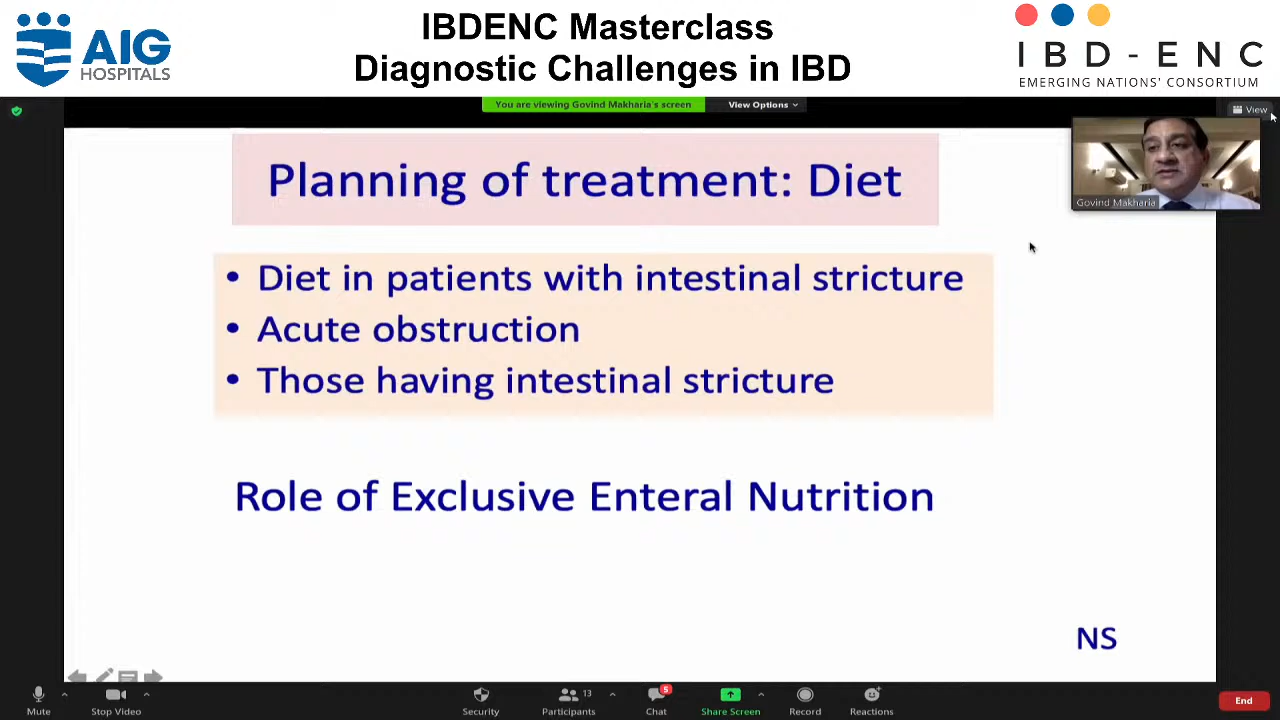 AIG
HOSPITALS
IBDENC Masterclass
Diagnostic Challenges in IBD
IBD-ENC
EMERGING NATIONS' CONSORTIUM
You are viewing Govind Makharia's screen
View Options
View
Govind Makharia
Planning of treatment: Diet
• Diet in patients with intestinal stricture
• Acute obstruction
• Those having intestinal stricture
Role of Exclusive Enteral Nutrition
NS
Mute
Stop Video
Security
Participants
13
Chat
5
Share Screen
Record
Reactions
End